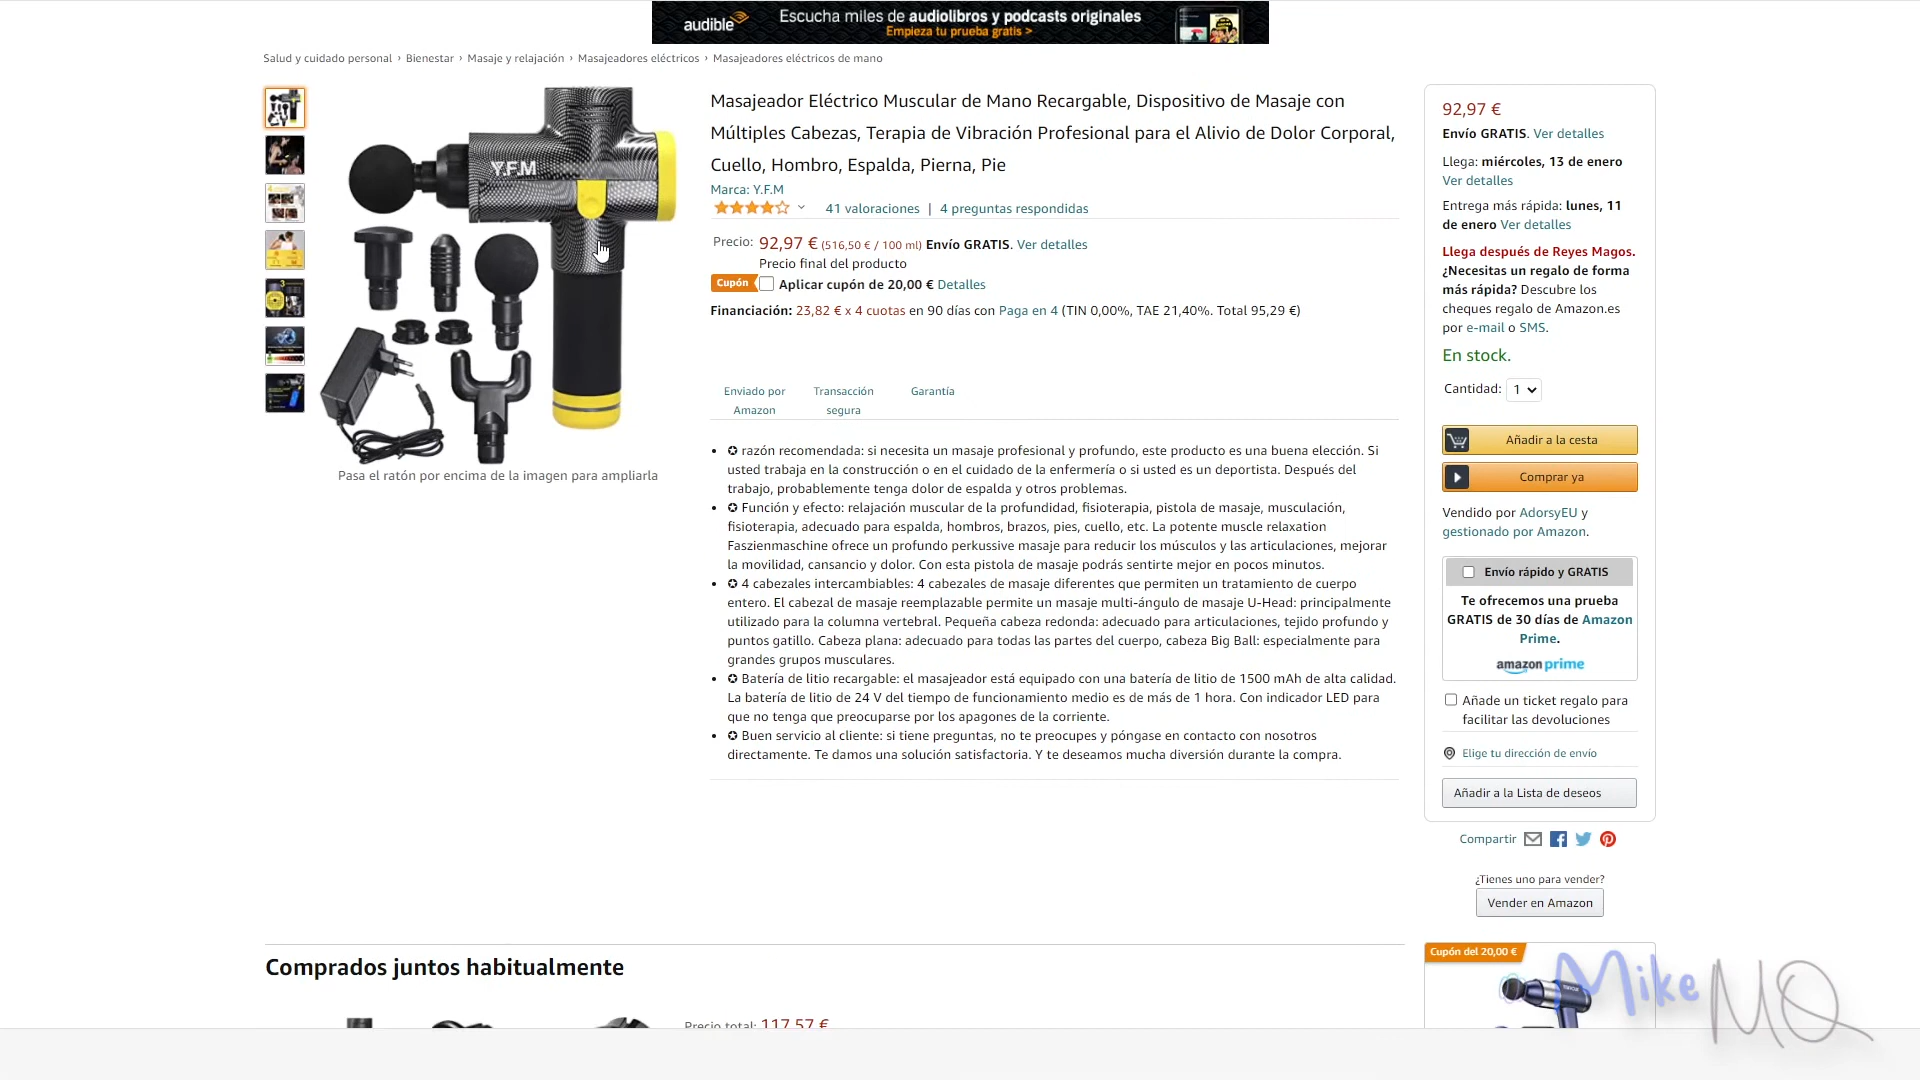 audible
Escucha miles de audiolibros y podcasts originales
Empieza tu prueba gratis >
Salud y cuidado personal › Bienestar › Masaje y relajación › Masajeadores eléctricos › Masajeadores eléctricos de mano
Y.F.M
Pasa el ratón por encima de la imagen para ampliarla
Masajeador Eléctrico Muscular de Mano Recargable, Dispositivo de Masaje con
Múltiples Cabezas, Terapia de Vibración Profesional para el Alivio de Dolor Corporal,
Cuello, Hombro, Espalda, Pierna, Pie
Marca: Y.F.M
41 valoraciones | 4 preguntas respondidas
Precio: 92,97 € (516,50 € / 100 ml) Envío GRATIS. Ver detalles
Precio final del producto
Cupón Aplicar cupón de 20,00 € Detalles
Financiación: 23,82 € x 4 cuotas en 90 días con Paga en 4 (TIN 0,00%, TAE 21,40%. Total 95,29 €)
Enviado por
Amazon
Transacción
segura
Garantía
• ✪ razón recomendada: si necesita un masaje profesional y profundo, este producto es una buena elección. Si
usted trabaja en la construcción o en el cuidado de la enfermería o si usted es un deportista. Después del
trabajo, probablemente tenga dolor de espalda y otros problemas.
• ✪ Función y efecto: relajación muscular de la profundidad, fisioterapia, pistola de masaje, musculación,
fisioterapia, adecuado para espalda, hombros, brazos, pies, cuello, etc. La potente muscle relaxation
Faszienmaschine ofrece un profundo perkussive masaje para reducir los músculos y las articulaciones, mejorar
la movilidad, cansancio y dolor. Con esta pistola de masaje podrás sentirte mejor en pocos minutos.
• ✪ 4 cabezales intercambiables: 4 cabezales de masaje diferentes que permiten un tratamiento de cuerpo
entero. El cabezal de masaje reemplazable permite un masaje multi-ángulo de masaje U-Head: principalmente
utilizado para la columna vertebral. Pequeña cabeza redonda: adecuado para articulaciones, tejido profundo y
puntos gatillo. Cabeza plana: adecuado para todas las partes del cuerpo, cabeza Big Ball: especialmente para
grandes grupos musculares.
• ✪ Batería de litio recargable: el masajeador está equipado con una batería de litio de 1500 mAh de alta calidad.
La batería de litio de 24 V del tiempo de funcionamiento medio es de más de 1 hora. Con indicador LED para
que no tenga que preocuparse por los apagones de la corriente.
• ✪ Buen servicio al cliente: si tiene preguntas, no te preocupes y póngase en contacto con nosotros
directamente. Te damos una solución satisfactoria. Y te deseamos mucha diversión durante la compra.
92,97 €
Envío GRATIS. Ver detalles
Llega: miércoles, 13 de enero
Ver detalles
Entrega más rápida: lunes, 11
de enero Ver detalles
Llega después de Reyes Magos.
¿Necesitas un regalo de forma
más rápida? Descubre los
cheques regalo de Amazon.es
por e-mail o SMS.
En stock.
Cantidad: 1
Añadir a la cesta
Comprar ya
Vendido por AdorsyEU y
gestionado por Amazon.
Envío rápido y GRATIS
Te ofrecemos una prueba
GRATIS de 30 días de Amazon
Prime.
amazon prime
Añade un ticket regalo para
facilitar las devoluciones
Elige tu dirección de envío
Añadir a la Lista de deseos
Compartir
¿Tienes uno para vender?
Vender en Amazon
Comprados juntos habitualmente
Precio total: 117,57 €
Cupón del 20,00 €
Mike MQ